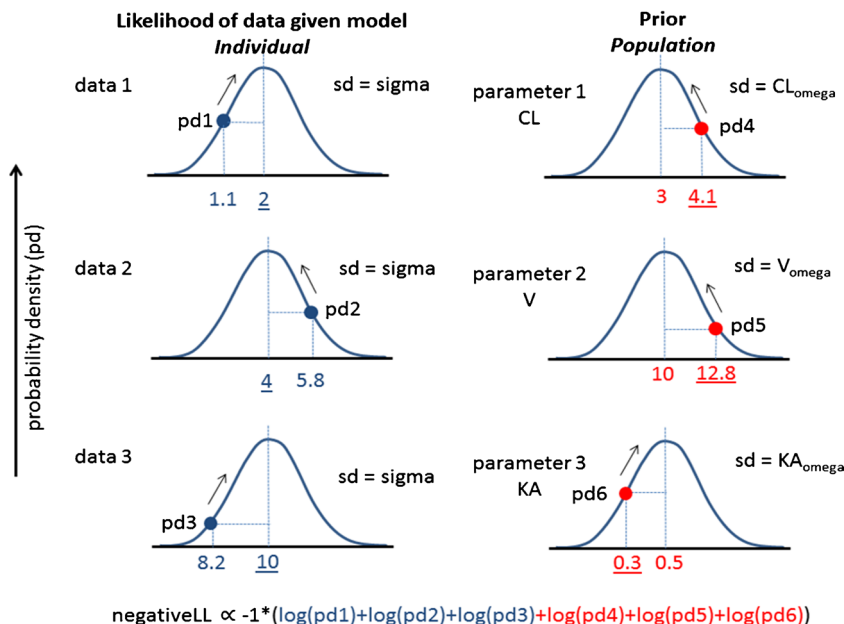 Likelihood of data given model
Individual
Prior
Population
probability density (pd)
data 1
sd = sigma
pd1
1.1 2
parameter 1
CL
sd = CLomega
pd4
3 4.1
data 2
sd = sigma
pd2
4 5.8
parameter 2
V
sd = Vomega
pd5
10 12.8
data 3
sd = sigma
pd3
8.2 10
parameter 3
KA
sd = KAomega
pd6
0.3 0.5
negativeLL ∝ -1*(log(pd1)+log(pd2)+log(pd3)+log(pd4)+log(pd5)+log(pd6))